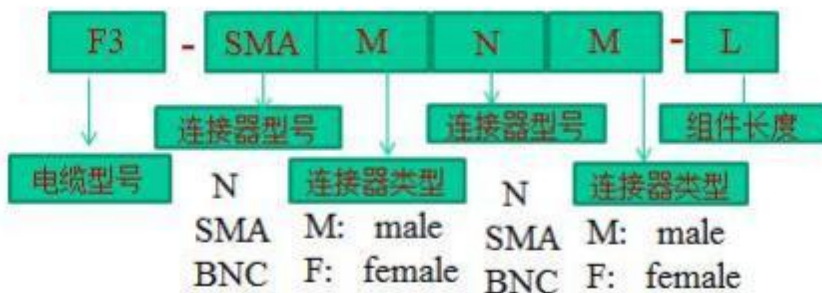 F3 - SMA M N M - L
连接器型号 连接器型号 组件长度
电缆型号 连接器类型 连接器类型
N N
SMA M: male SMA M: male
BNC F: female BNC F: female